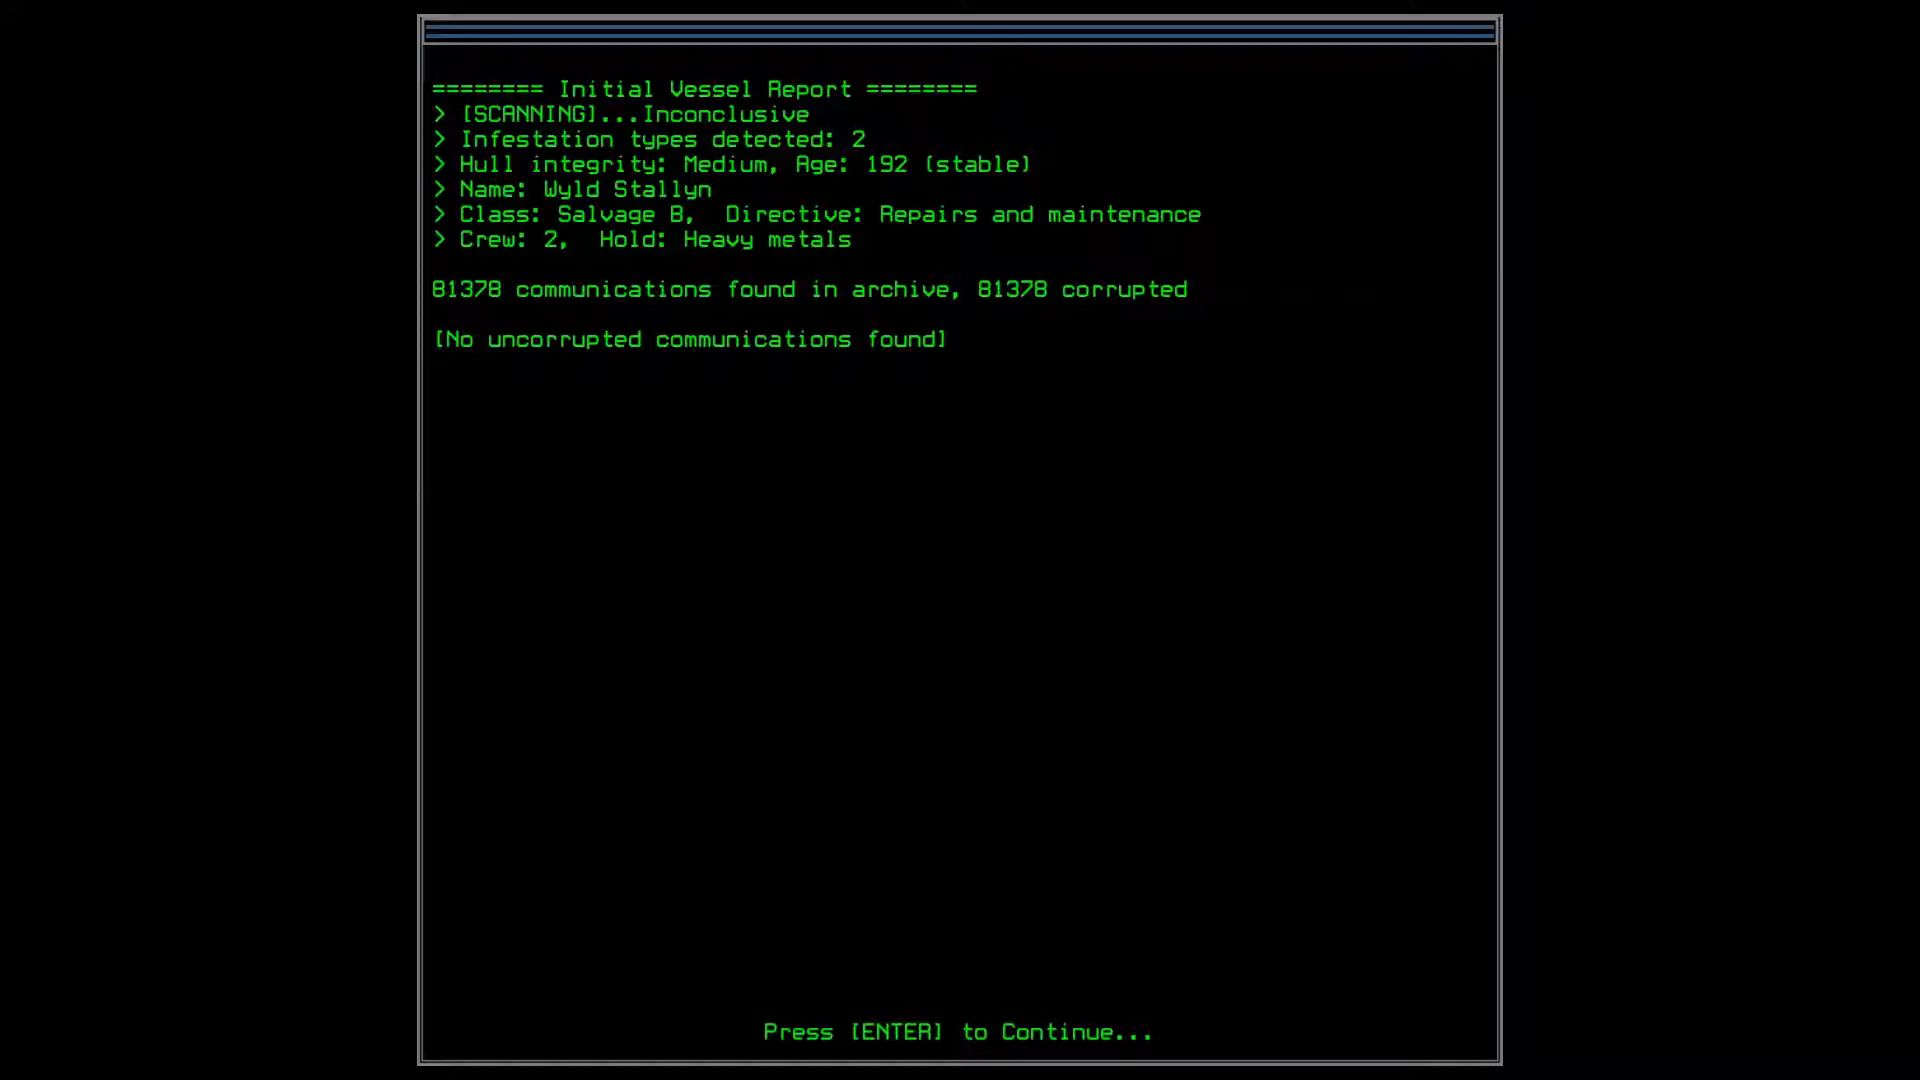 ======== Initial Vessel Report ========
> [SCANNING]...Inconclusive
> Infestation types detected: 2
> Hull integrity: Medium, Age: 192 (stable)
> Name: Wyld Stallyn
> Class: Salvage B,  Directive: Repairs and maintenance
> Crew: 2,  Hold: Heavy metals
81378 communications found in archive, 81378 corrupted
[No uncorrupted communications found]
Press [ENTER] to Continue...